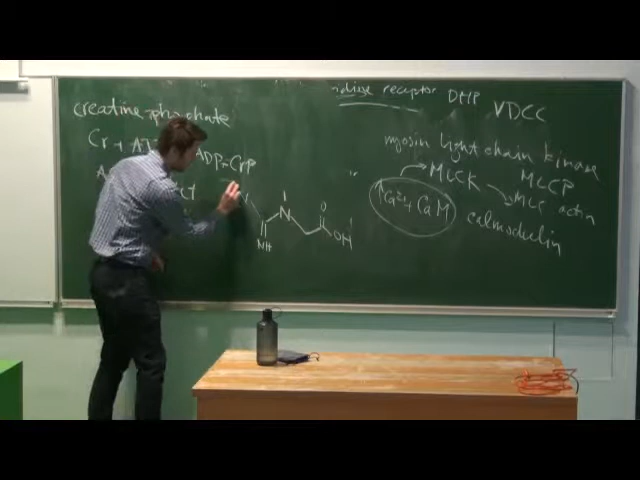 receptor DHP VDCC
creatine phosphate
myosin light chain kinase
Cr + AT ADP + CrP
MLCK MLCP
↑Ca²⁺ CaM
actin
calmodulin
N
O
NH
OH